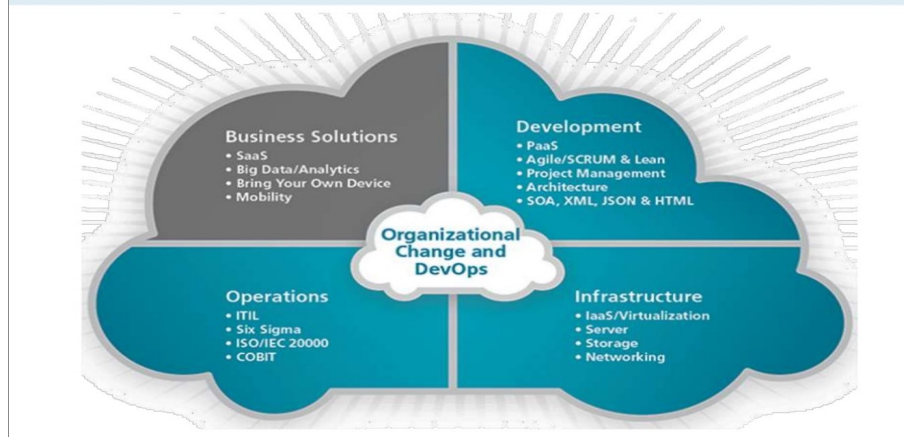 Business Solutions
• SaaS
• Big Data/Analytics
• Bring Your Own Device
• Mobility
Development
• PaaS
• Agile/SCRUM & Lean
• Project Management
• Architecture
• SOA, XML, JSON & HTML
Organizational
Change and
DevOps
Operations
• ITIL
• Six Sigma
• ISO/IEC 20000
• COBIT
Infrastructure
• IaaS/Virtualization
• Server
• Storage
• Networking